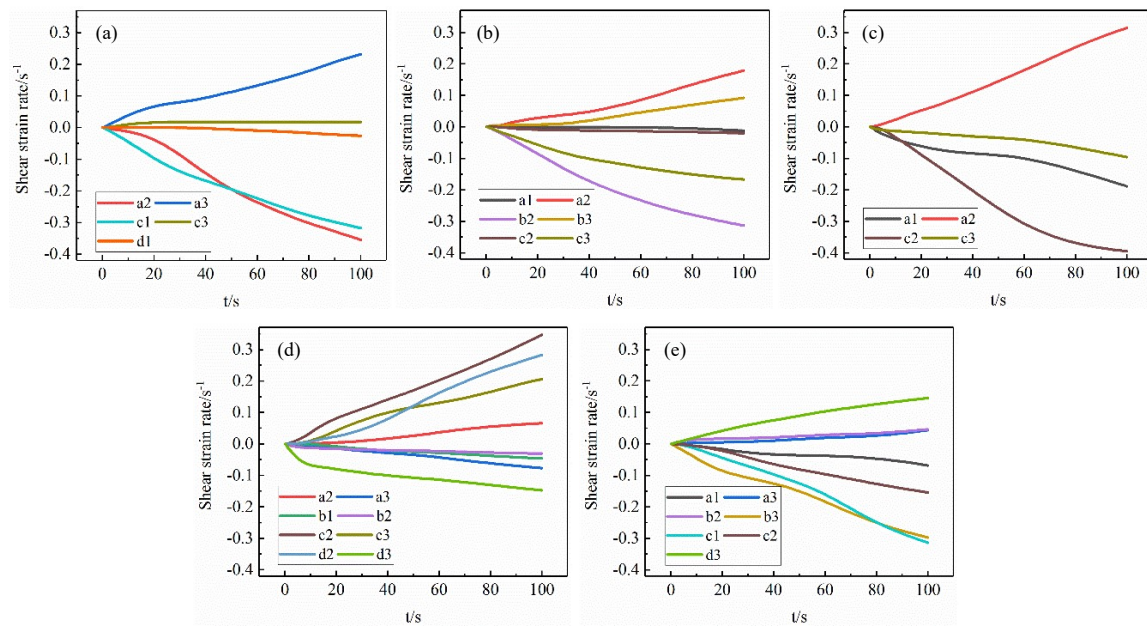 (a)
Shear strain rate/s-1
0.3
0.2
0.1
0.0
-0.1
-0.2
-0.3
-0.4
a2 a3
c1 c3
d1
0 20 40 60 80 100
t/s
(b)
Shear strain rate/s-1
0.3
0.2
0.1
0.0
-0.1
-0.2
-0.3
-0.4
a1 a2
b2 b3
c2 c3
0 20 40 60 80 100
t/s
(c)
Shear strain rate/s-1
0.3
0.2
0.1
0.0
-0.1
-0.2
-0.3
-0.4
a1 a2
c2 c3
0 20 40 60 80 100
t/s
(d)
Shear strain rate/s-1
0.3
0.2
0.1
0.0
-0.1
-0.2
-0.3
-0.4
a2 a3
b1 b2
c2 c3
d2 d3
0 20 40 60 80 100
t/s
(e)
Shear strain rate/s-1
0.3
0.2
0.1
0.0
-0.1
-0.2
-0.3
-0.4
a1 a3
b2 b3
c1 c2
d3
0 20 40 60 80 100
t/s